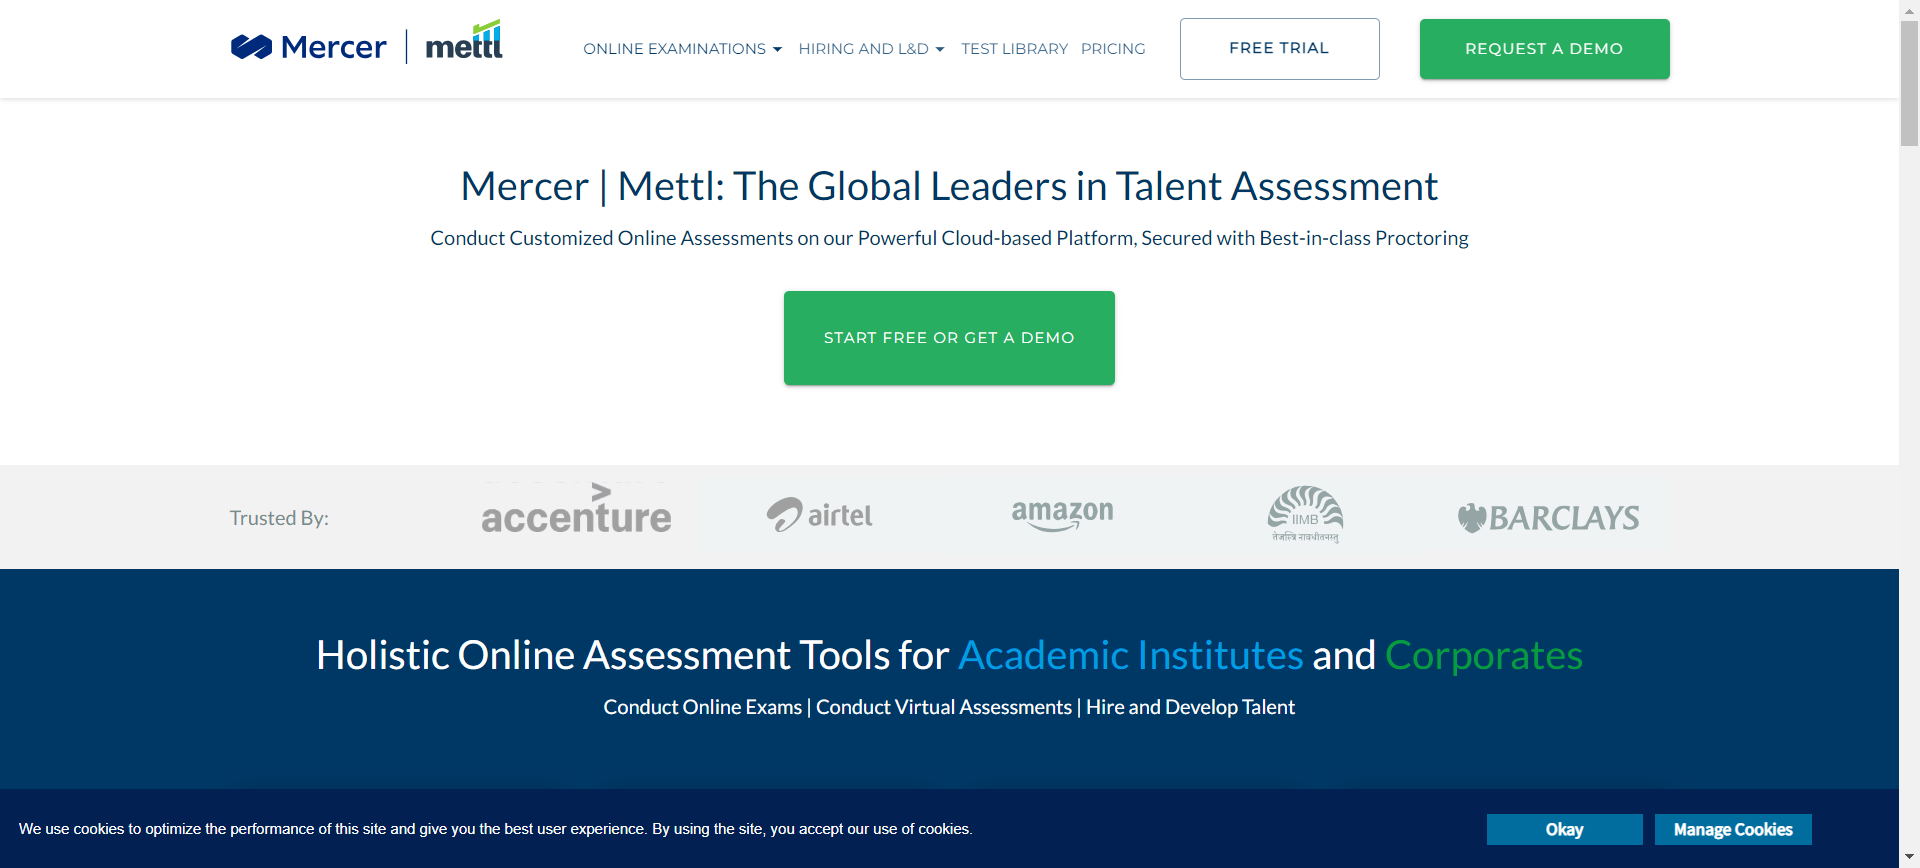 Mercer | mettl
ONLINE EXAMINATIONS HIRING AND L&D TEST LIBRARY PRICING FREE TRIAL REQUEST A DEMO
Mercer | Mettl: The Global Leaders in Talent Assessment
Conduct Customized Online Assessments on our Powerful Cloud-based Platform, Secured with Best-in-class Proctoring
START FREE OR GET A DEMO
Trusted By: accenture airtel amazon IIMB BARCLAYS
Holistic Online Assessment Tools for Academic Institutes and Corporates
Conduct Online Exams | Conduct Virtual Assessments | Hire and Develop Talent
We use cookies to optimize the performance of this site and give you the best user experience. By using the site, you accept our use of cookies.
Okay Manage Cookies